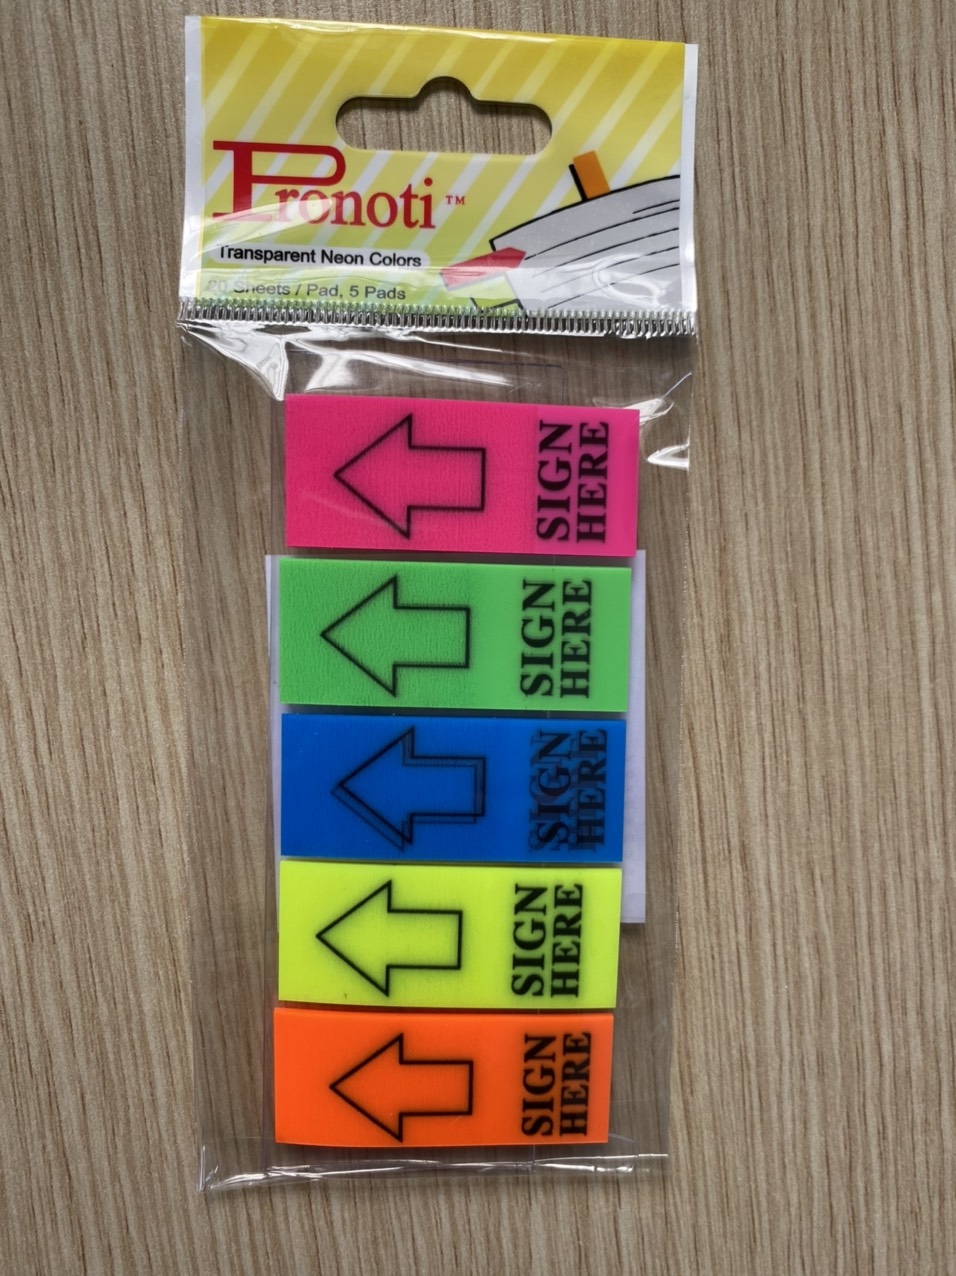 Pronoti™
Transparent Neon Colors
20 Sheets / Pad, 5 Pads
SIGN
HERE
SIGN
HERE
SIGN
HERE
SIGN
HERE
SIGN
HERE